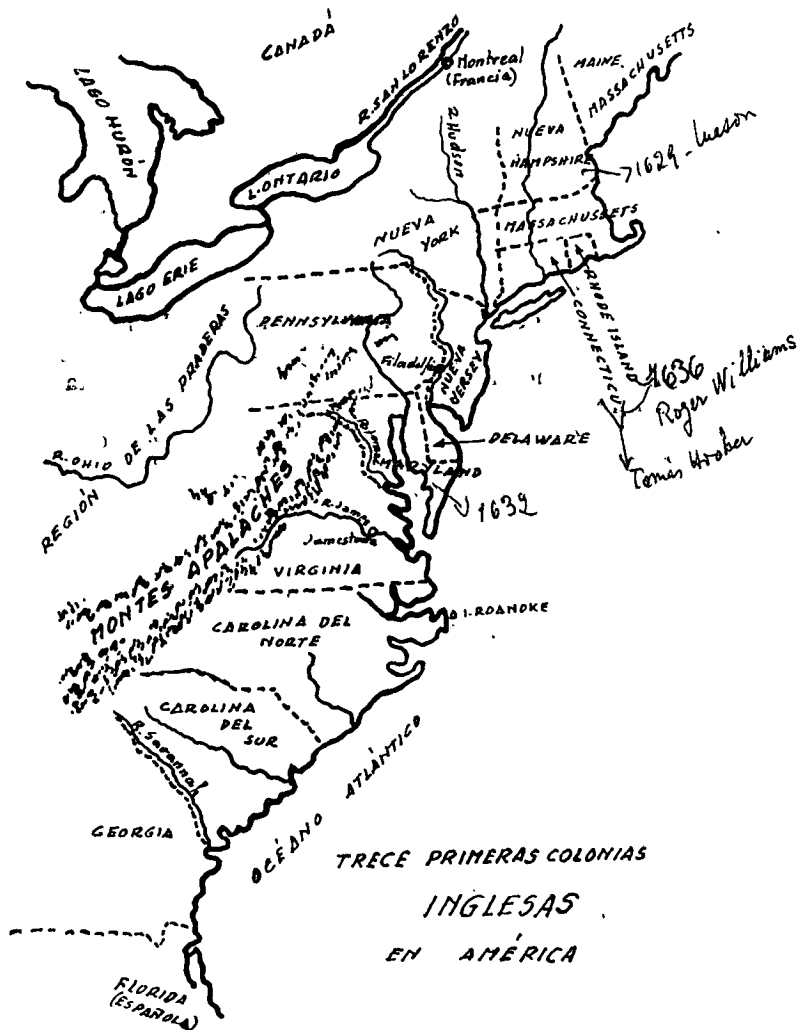 CANADÁ
LAGO HURÓN
R. SAN LORENZO
Montreal
(Francia)
MAINE
MASSACHUSETTS
R. Hudson
NUEVA
HAMPSHIRE
1629
L. ONTARIO
MASSACHUSSETS
NUEVA
YORK
LAGO ERIE
RHODE ISLAND
CONNECTICUT
PENNSYLVANIA
Filadelfia
NUEVA
JERSEY
1636
Roger Williams
REGIÓN DE LAS PRADERAS
DELAWARE
Tomás Hooker
R. OHIO
MARYLAND
1632
MONTES APALACHES
R. James
Jamestown
VIRGINIA
I. ROANOKE
CAROLINA DEL
NORTE
CAROLINA
DEL
SUR
R. Savannah
OCÉANO ATLÁNTICO
GEORGIA
TRECE PRIMERAS COLONIAS
INGLESAS
EN AMÉRICA
FLORIDA
(ESPAÑOLA)